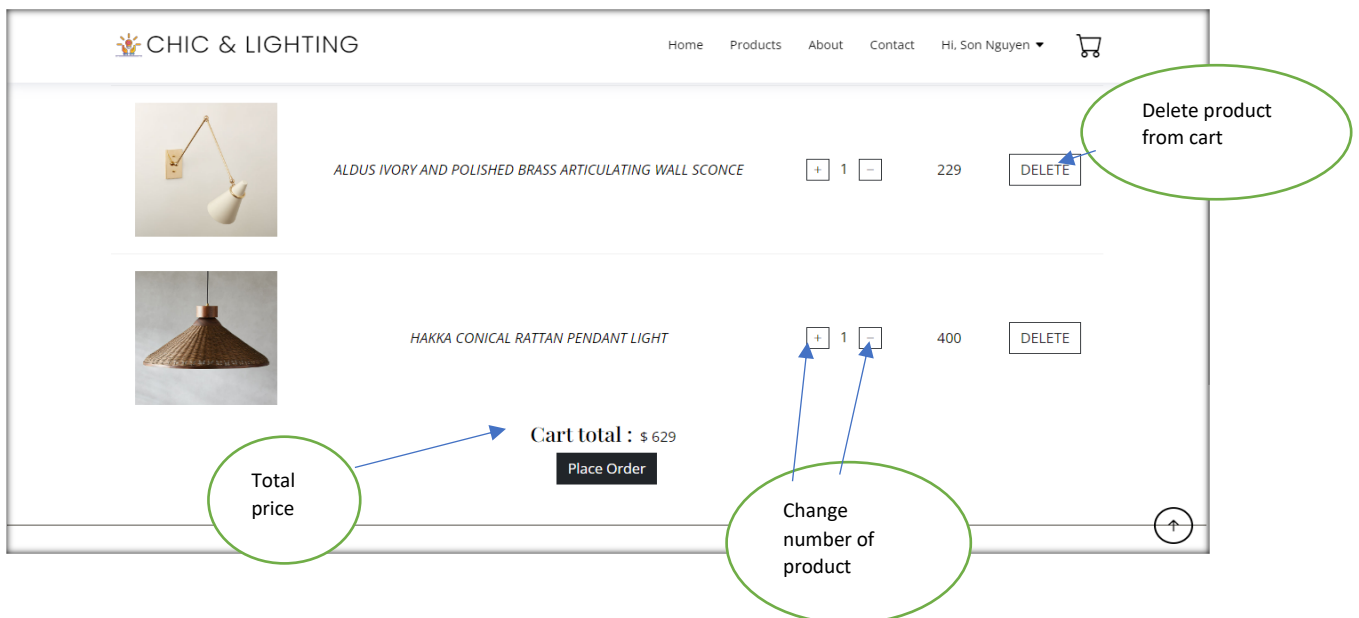 CHIC & LIGHTING
Home Products About Contact Hi, Son Nguyen
Delete product
from cart
ALDUS IVORY AND POLISHED BRASS ARTICULATING WALL SCONCE + 1 − 229 DELETE
HAKKA CONICAL RATTAN PENDANT LIGHT + 1 − 400 DELETE
Cart total : $ 629
Place Order
Total
price
Change
number of
product